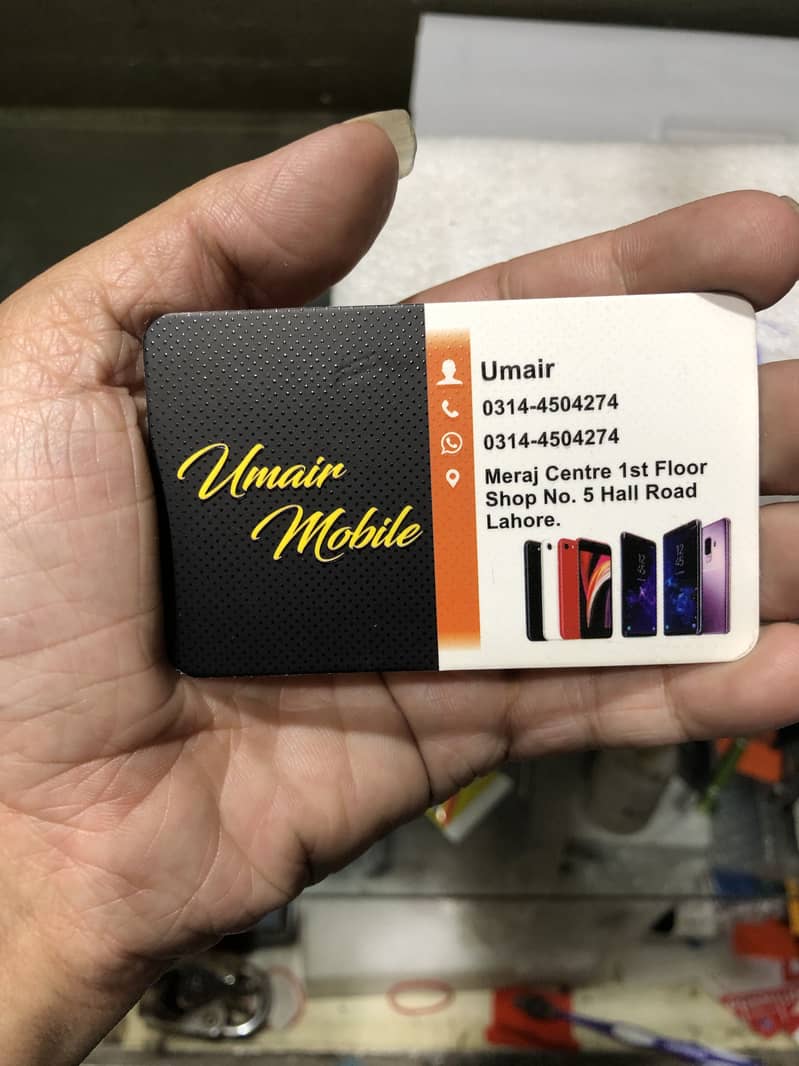 Umair
Mobile
Umair
0314-4504274
0314-4504274
Meraj Centre 1st Floor
Shop No. 5 Hall Road
Lahore.